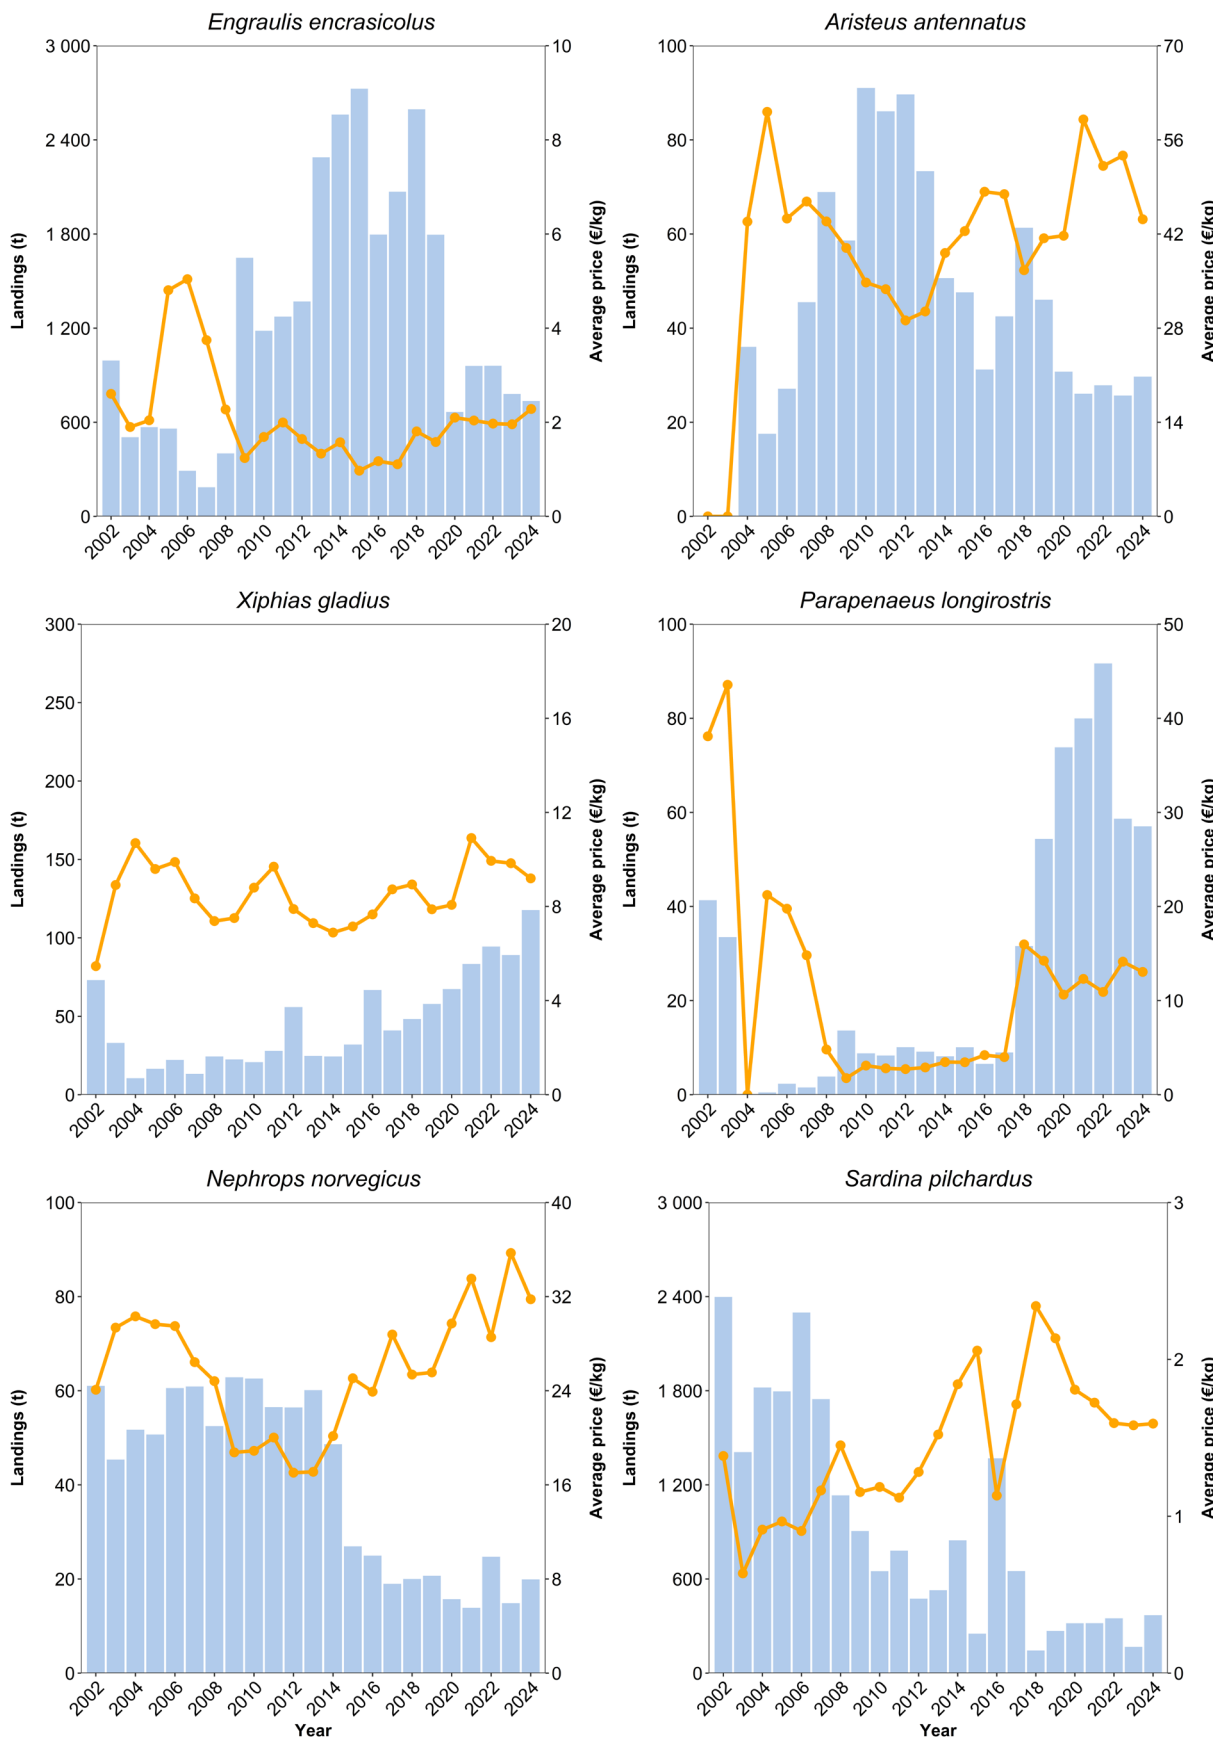 Engraulis encrasicolus
3 000
2 400
1 800
1 200
600
0
Landings (t)
10
8
6
4
2
0
Average price (€/kg)
2002 2004 2006 2008 2010 2012 2014 2016 2018 2020 2022 2024
Aristeus antennatus
100
80
60
40
20
0
Landings (t)
70
56
42
28
14
0
Average price (€/kg)
2002 2004 2006 2008 2010 2012 2014 2016 2018 2020 2022 2024
Xiphias gladius
300
250
200
150
100
50
0
Landings (t)
20
16
12
8
4
0
Average price (€/kg)
2002 2004 2006 2008 2010 2012 2014 2016 2018 2020 2022 2024
Parapenaeus longirostris
100
80
60
40
20
0
Landings (t)
50
40
30
20
10
0
Average price (€/kg)
2002 2004 2006 2008 2010 2012 2014 2016 2018 2020 2022 2024
Nephrops norvegicus
100
80
60
40
20
0
Landings (t)
40
32
24
16
8
0
Average price (€/kg)
2002 2004 2006 2008 2010 2012 2014 2016 2018 2020 2022 2024
Year
Sardina pilchardus
3 000
2 400
1 800
1 200
600
0
Landings (t)
3
2
1
0
Average price (€/kg)
2002 2004 2006 2008 2010 2012 2014 2016 2018 2020 2022 2024
Year